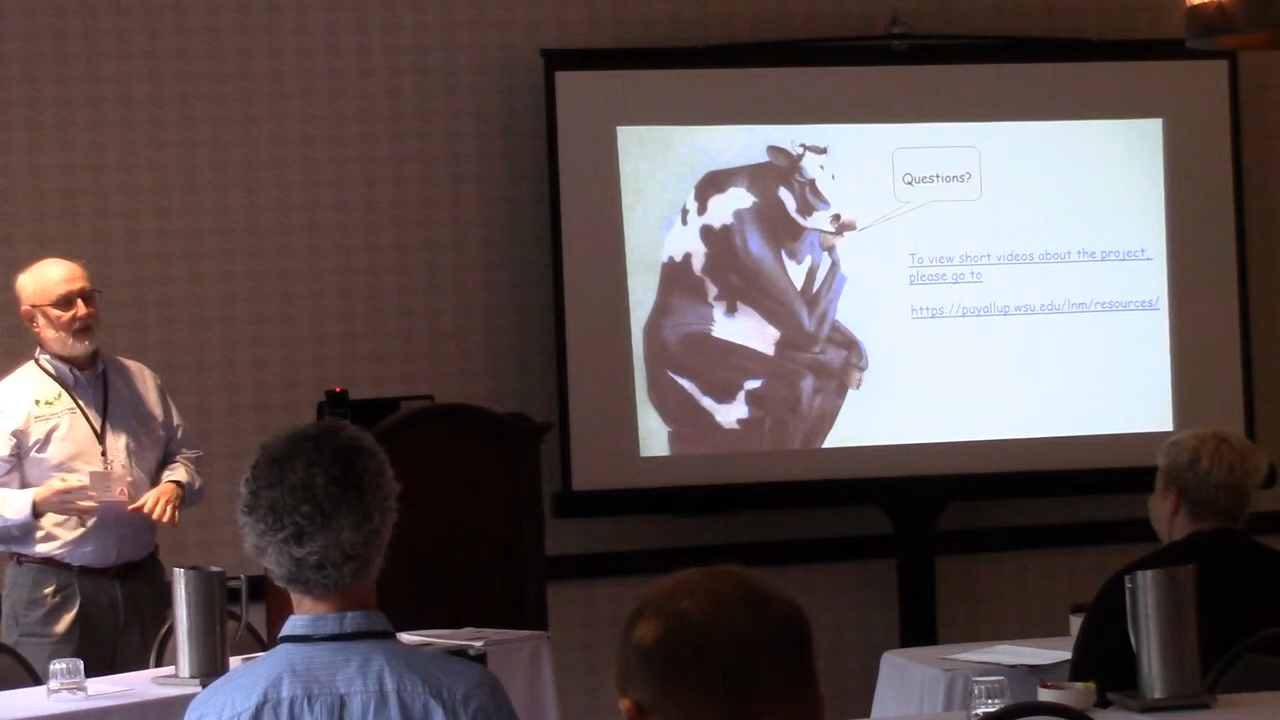 Questions?
To view short videos about the project,
please go to
https://puyallup.wsu.edu/lnm/resources/